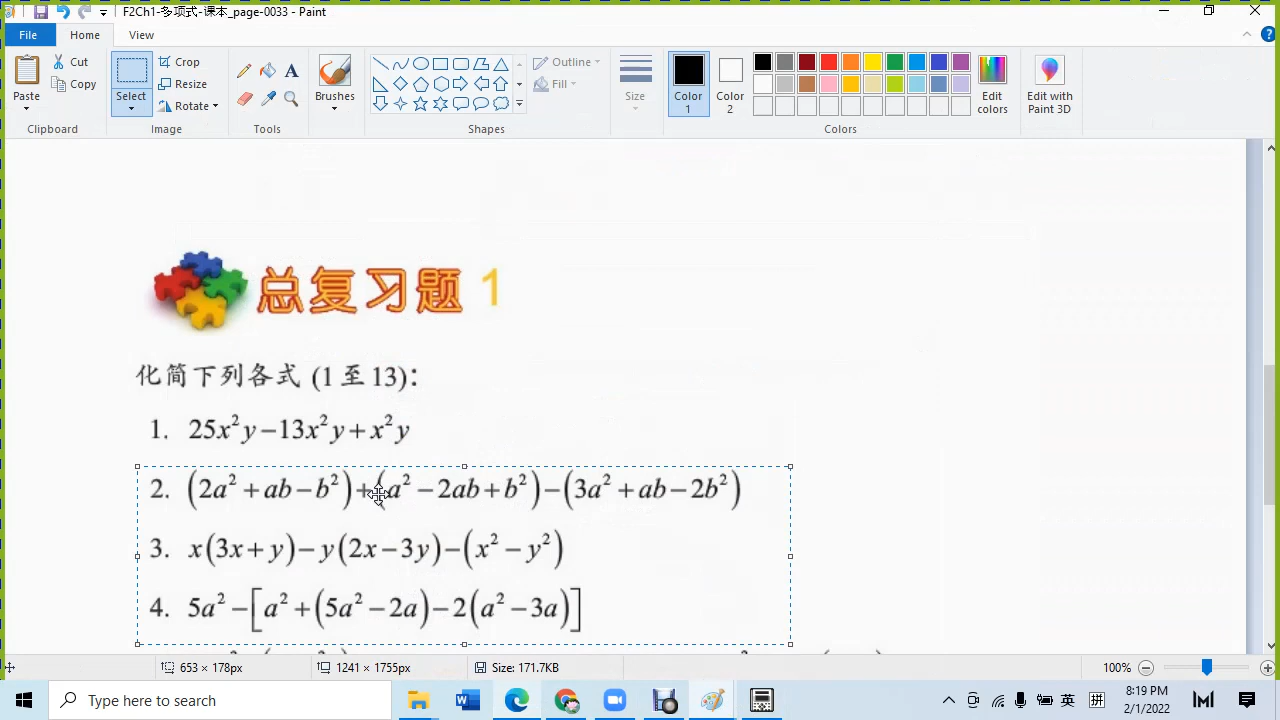 F2Ch1-多项式-课本_page-0033 - Paint
File Home View
Paste Cut Copy Clipboard
Select Crop Resize Rotate Image
Tools
Brushes
Shapes Outline Fill
Size
Color 1 Color 2 Colors
Edit colors
Edit with Paint 3D
总复习题 1
化简下列各式 (1 至 13)：
1. 25x²y−13x²y+x²y
2. (2a²+ab−b²)+(a²−2ab+b²)−(3a²+ab−2b²)
3. x(3x+y)−y(2x−3y)−(x²−y²)
4. 5a²−[a²+(5a²−2a)−2(a²−3a)]
653 × 178px 1241 × 1755px Size: 171.7KB 100%
Type here to search
英 拼 8:19 PM
2/1/2022